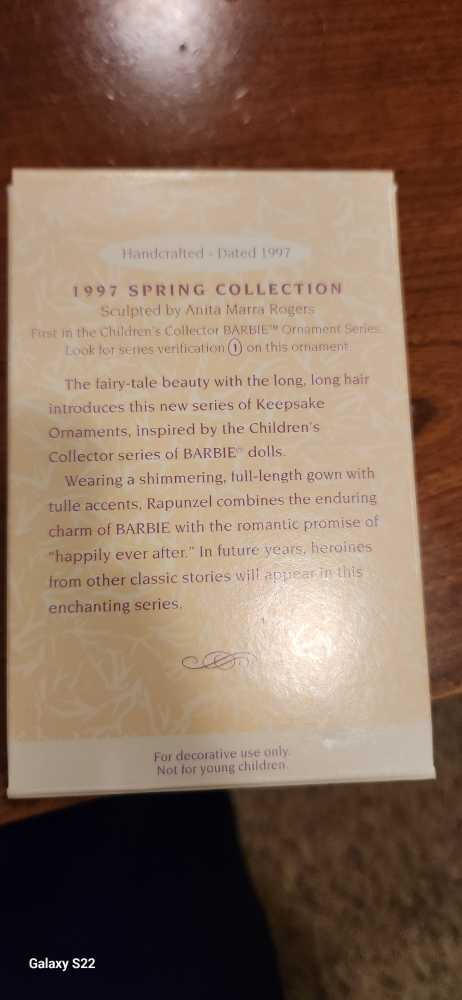 Handcrafted - Dated 1997
1997 SPRING COLLECTION
Sculpted by Anita Marra Rogers
First in the Children's Collector BARBIE™ Ornament Series.
Look for series verification 1 on this ornament.
The fairy-tale beauty with the long, long hair
introduces this new series of Keepsake
Ornaments, inspired by the Children's
Collector series of BARBIE® dolls.
Wearing a shimmering, full-length gown with
tulle accents, Rapunzel combines the enduring
charm of BARBIE with the romantic promise of
"happily ever after." In future years, heroines
from other classic stories will appear in this
enchanting series.
For decorative use only.
Not for young children.
Galaxy S22